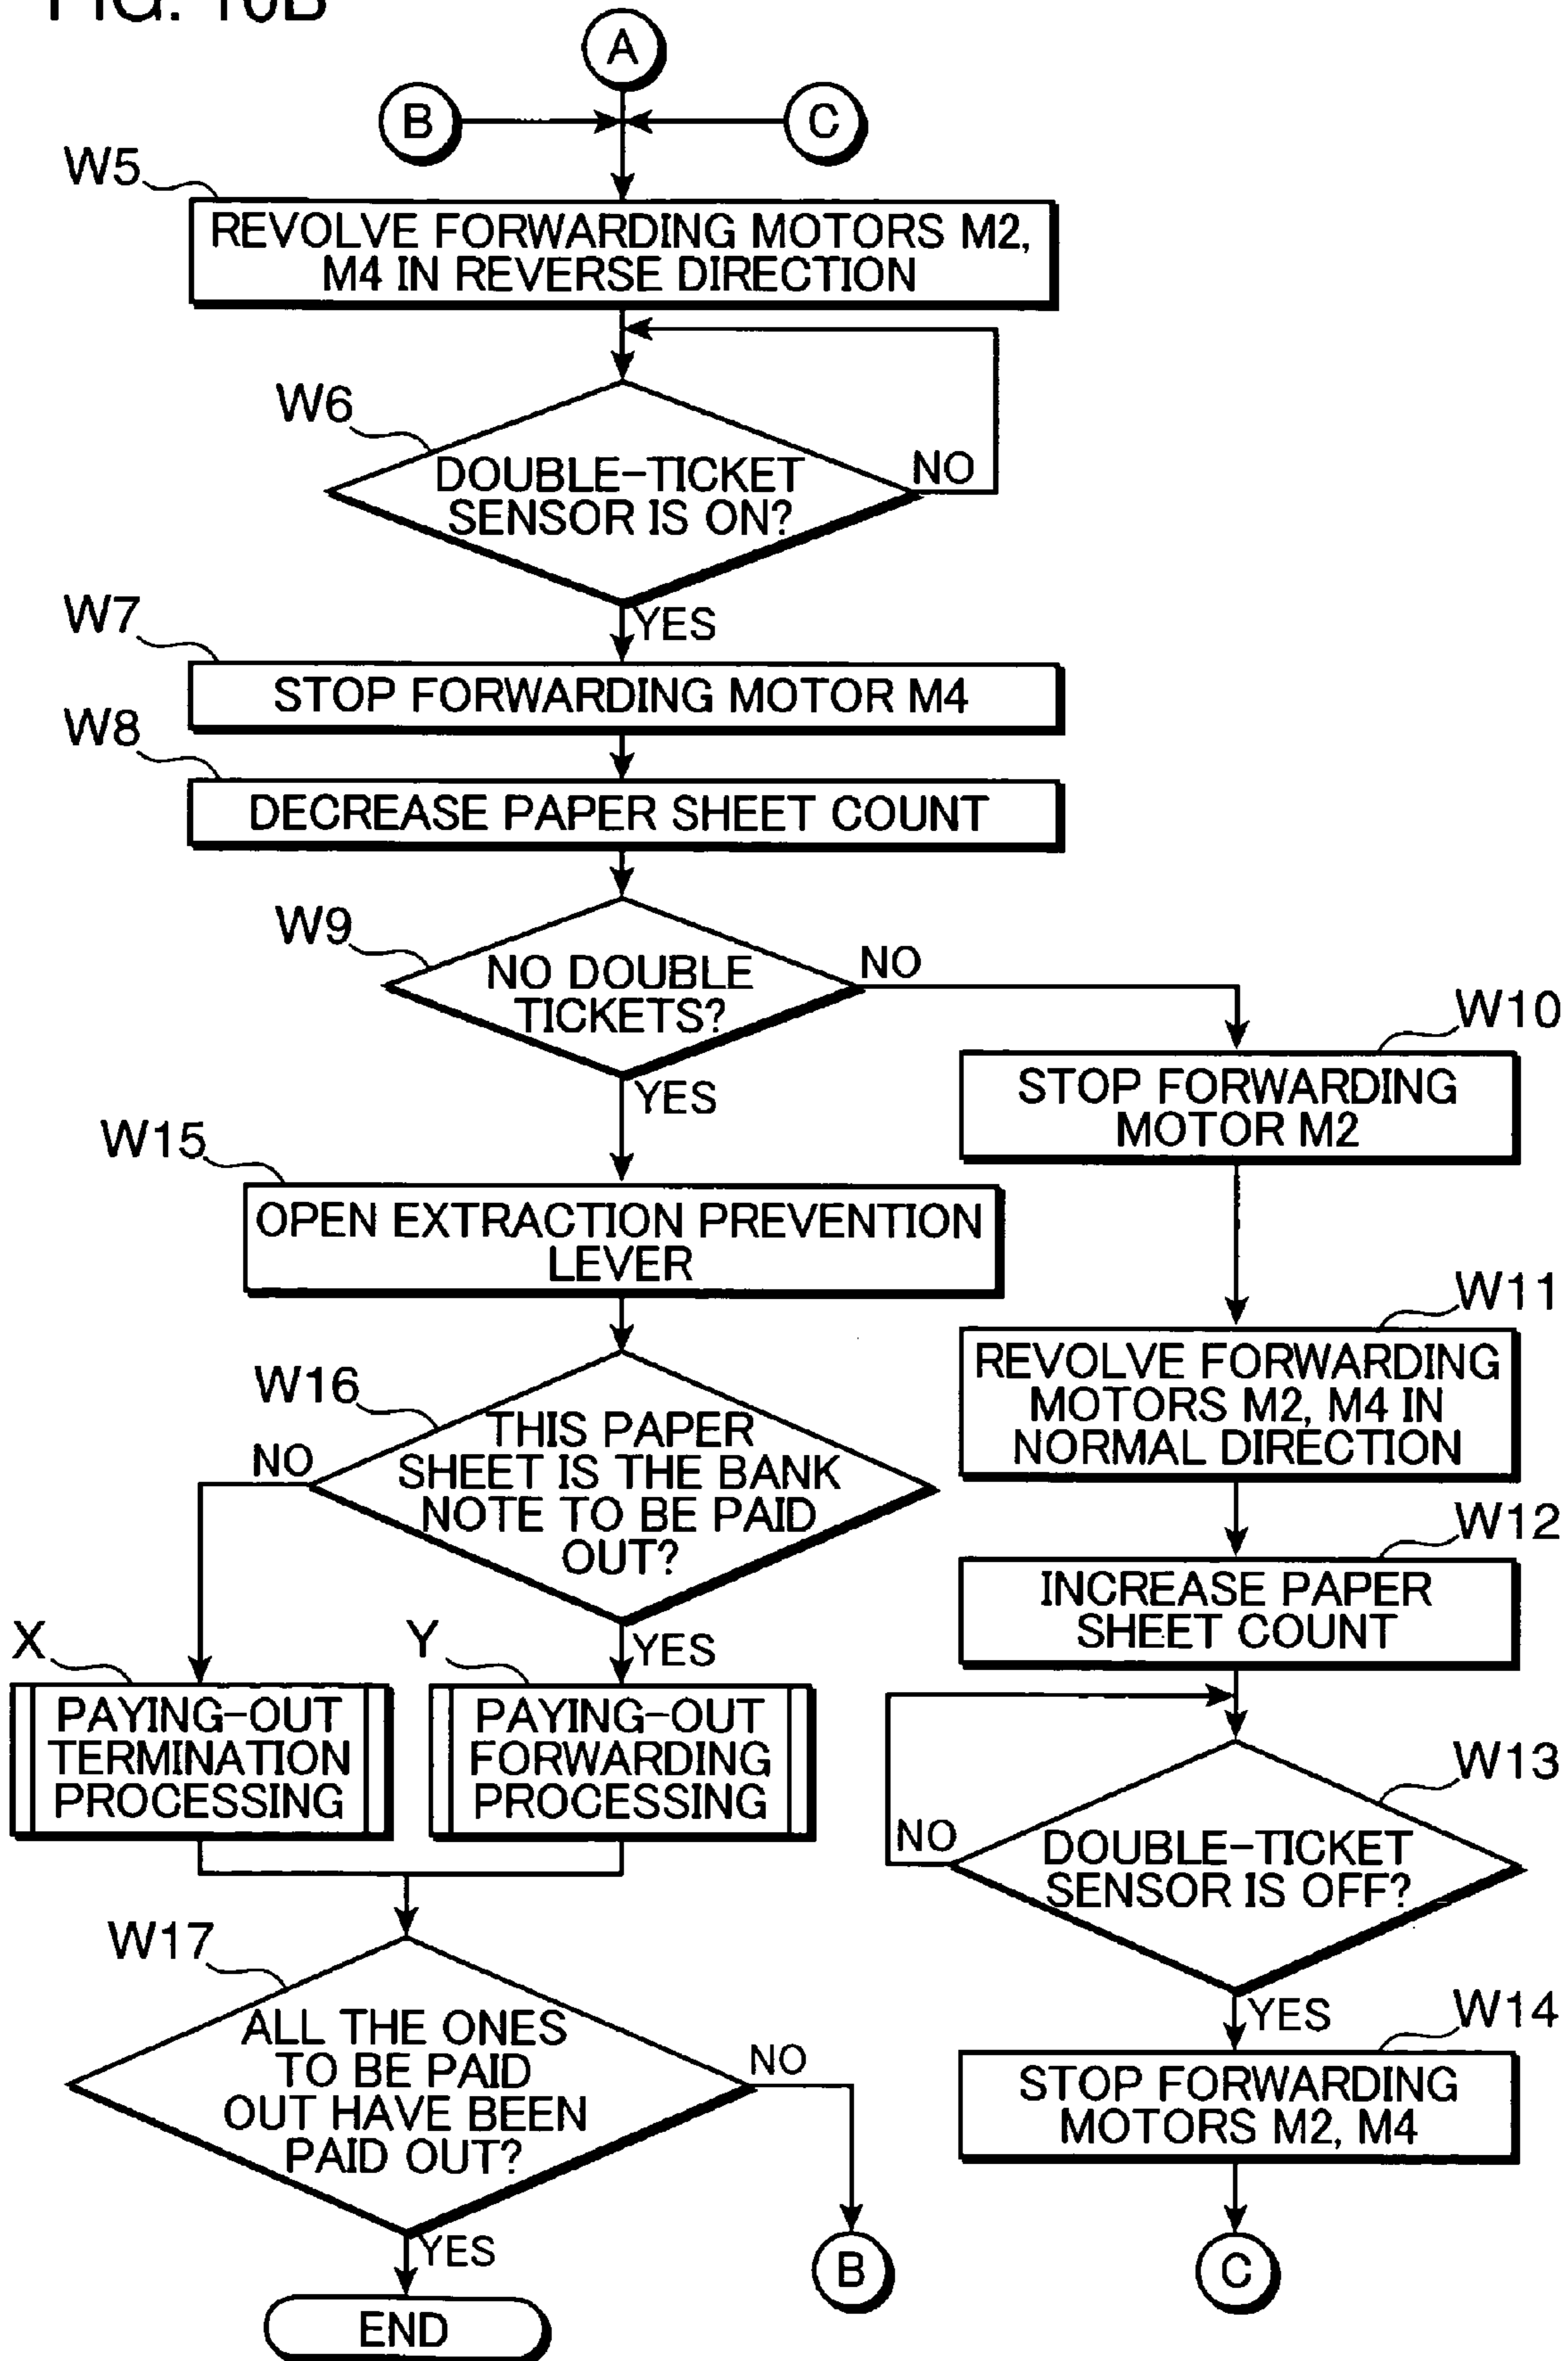 FIG. 10B
A
B
C
W5
REVOLVE FORWARDING MOTORS M2,
M4 IN REVERSE DIRECTION
W6
DOUBLE-TICKET
SENSOR IS ON?
NO
YES
W7
STOP FORWARDING MOTOR M4
W8
DECREASE PAPER SHEET COUNT
W9
NO DOUBLE
TICKETS?
NO
YES
W10
STOP FORWARDING
MOTOR M2
W15
OPEN EXTRACTION PREVENTION
LEVER
W11
REVOLVE FORWARDING
MOTORS M2, M4 IN
NORMAL DIRECTION
W16
THIS PAPER
SHEET IS THE BANK
NOTE TO BE PAID
OUT?
NO
YES
W12
INCREASE PAPER
SHEET COUNT
X
PAYING-OUT
TERMINATION
PROCESSING
Y
PAYING-OUT
FORWARDING
PROCESSING
W13
DOUBLE-TICKET
SENSOR IS OFF?
NO
YES
W17
ALL THE ONES
TO BE PAID
OUT HAVE BEEN
PAID OUT?
NO
YES
W14
STOP FORWARDING
MOTORS M2, M4
B
C
END